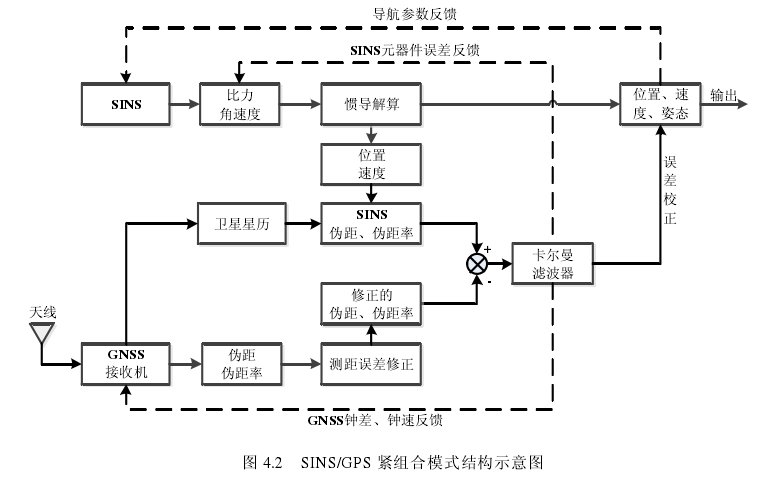 导航参数反馈
SINS元器件误差反馈
SINS
比力
角速度
惯导解算
位置、速
度、姿态
输出
位置
速度
误
差
校
正
卫星星历
SINS
伪距、伪距率
+
-
卡尔曼
滤波器
修正的
伪距、伪距率
天线
GNSS
接收机
伪距
伪距率
测距误差修正
GNSS钟差、钟速反馈
图 4.2 SINS/GPS 紧组合模式结构示意图